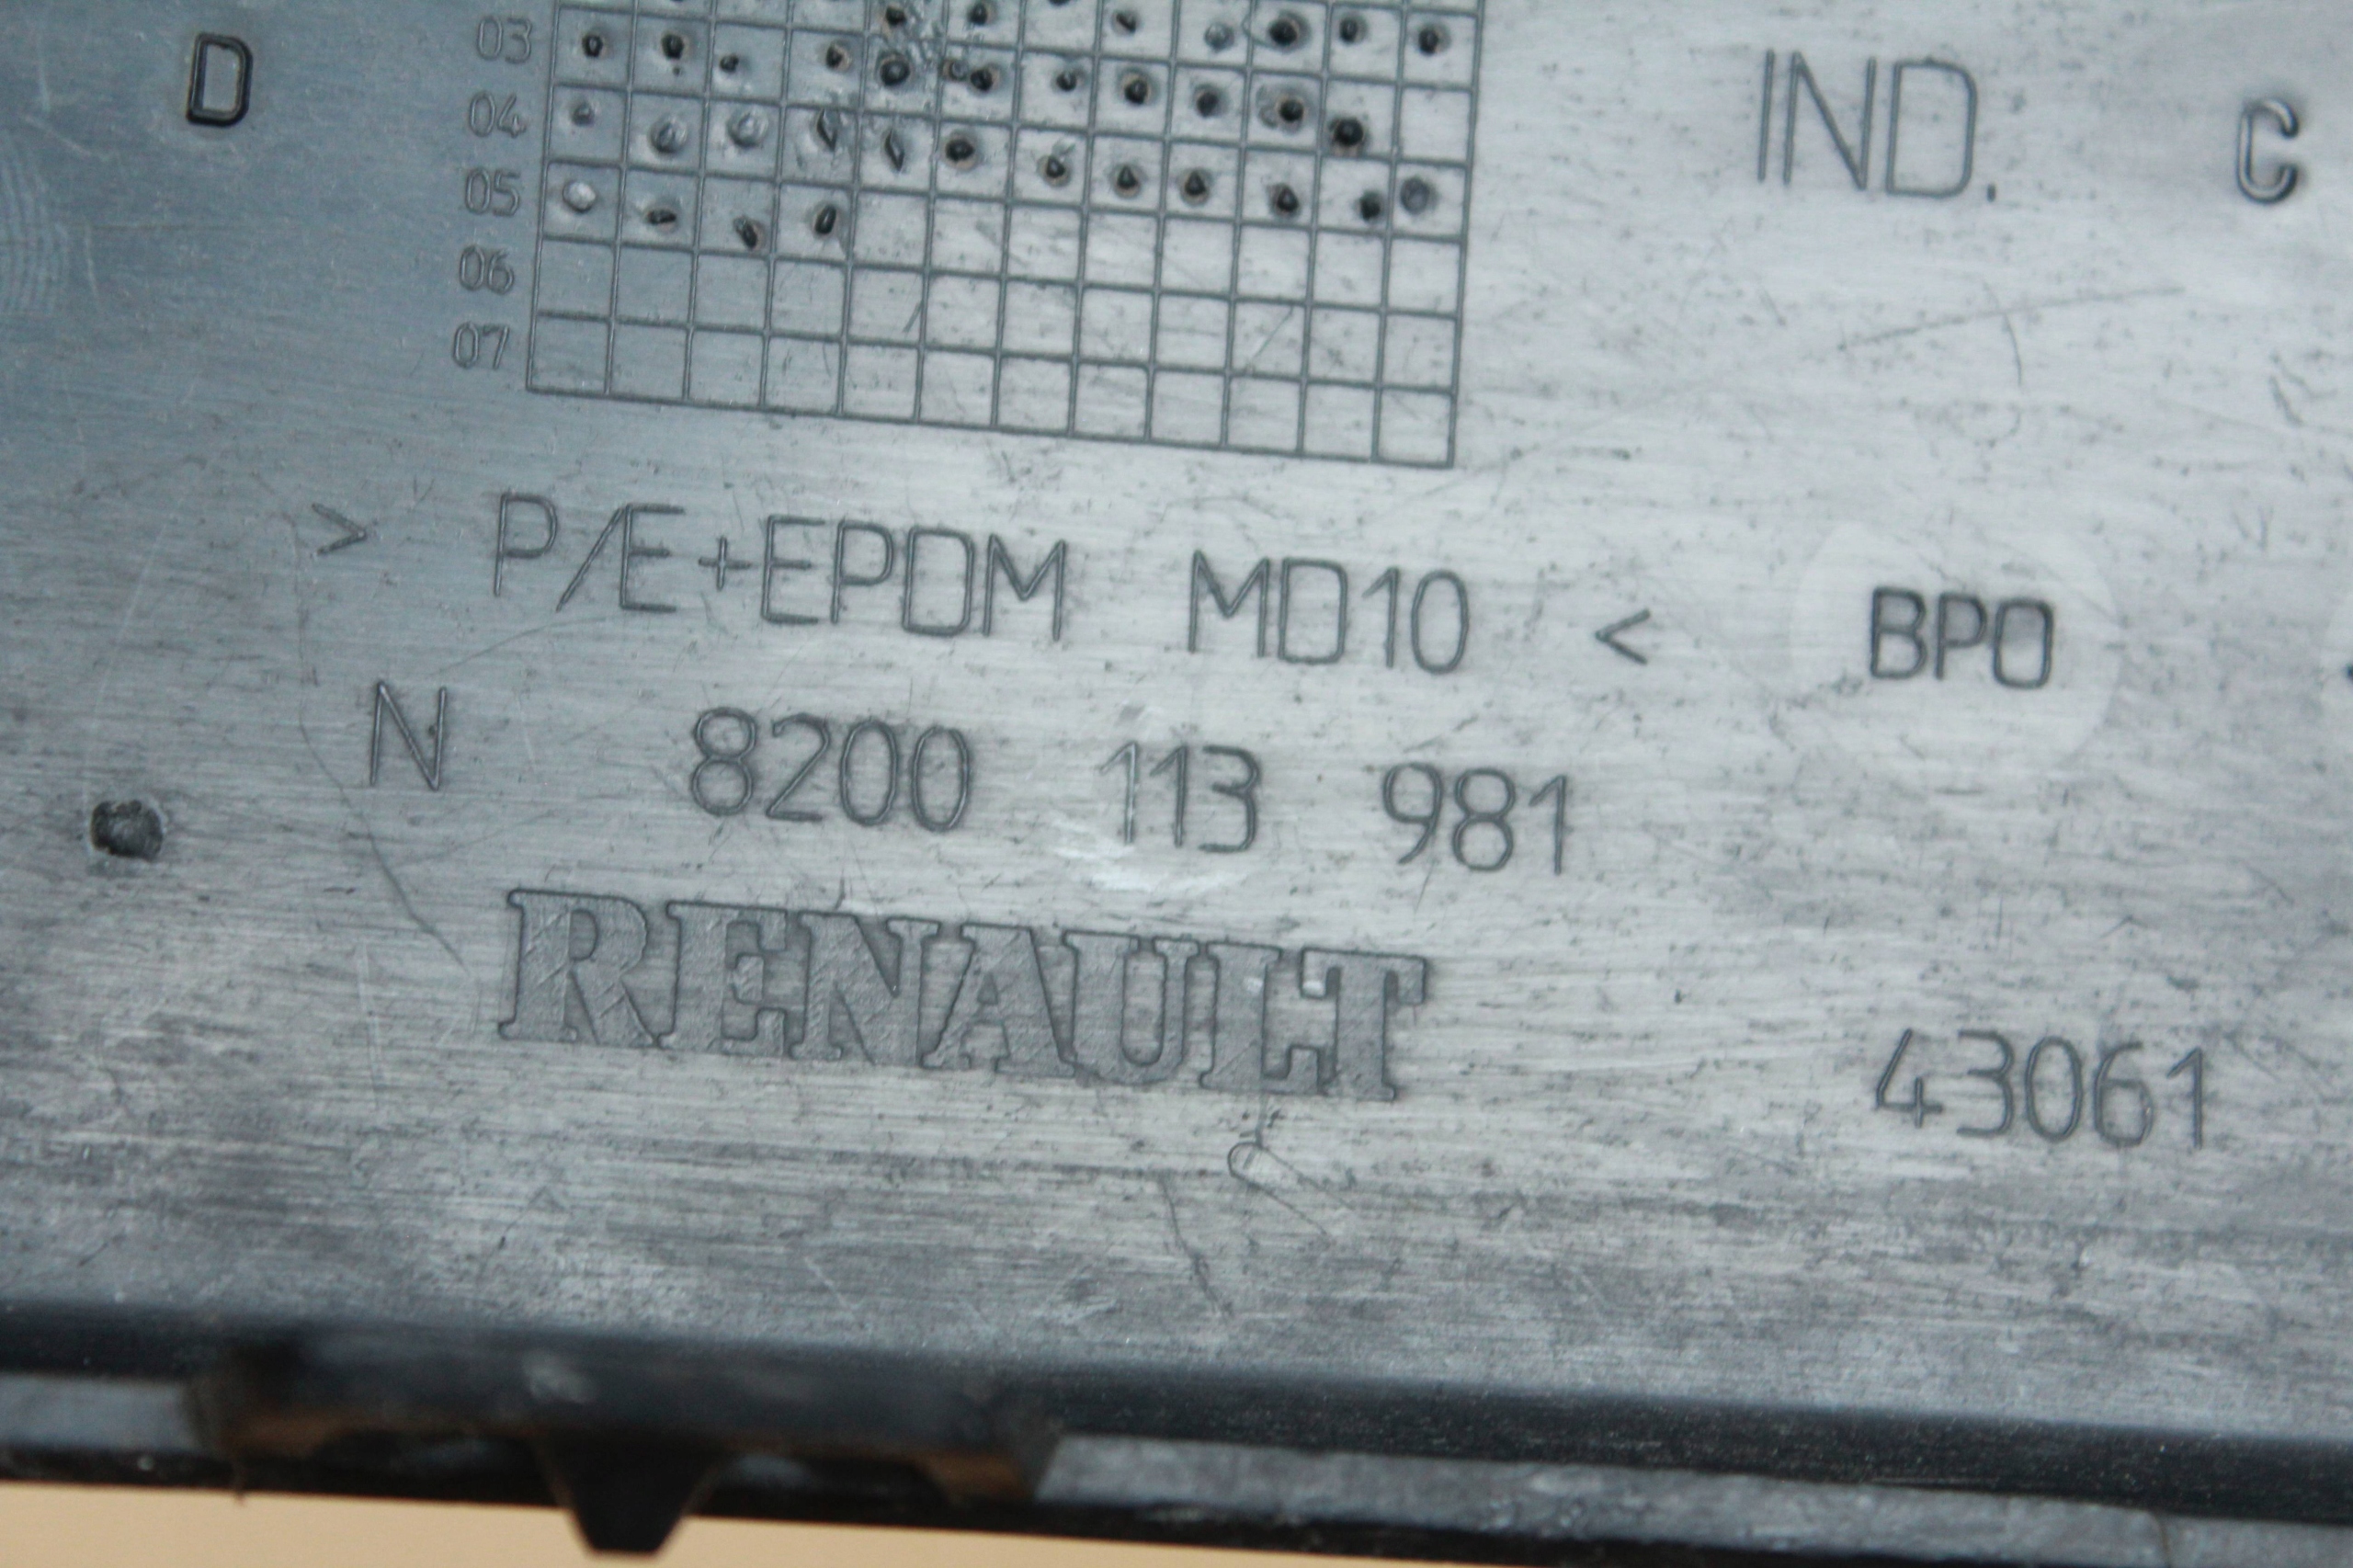 D
03
IND. C
04
05
06
07
> P/E+EPDM MD10 < BPO
N 8200 113 981
RENAULT
43061